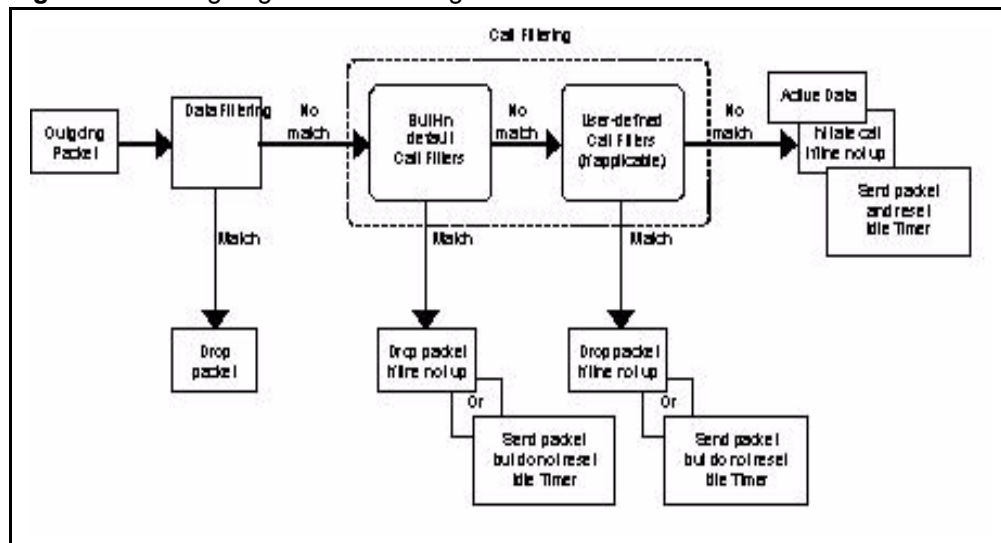 Call Filtering
Outgoing
Packet
Data Filtering
No
match
Built-in
default
Call Filters
No
match
User-defined
Call Filters
(if applicable)
No
match
Active Data
Initiate call
if line not up
Send packet
and reset
Idle Timer
Match
Match
Match
Drop
packet
Drop packet
if line not up
Or
Send packet
but do not reset
Idle Timer
Drop packet
if line not up
Or
Send packet
but do not reset
Idle Timer